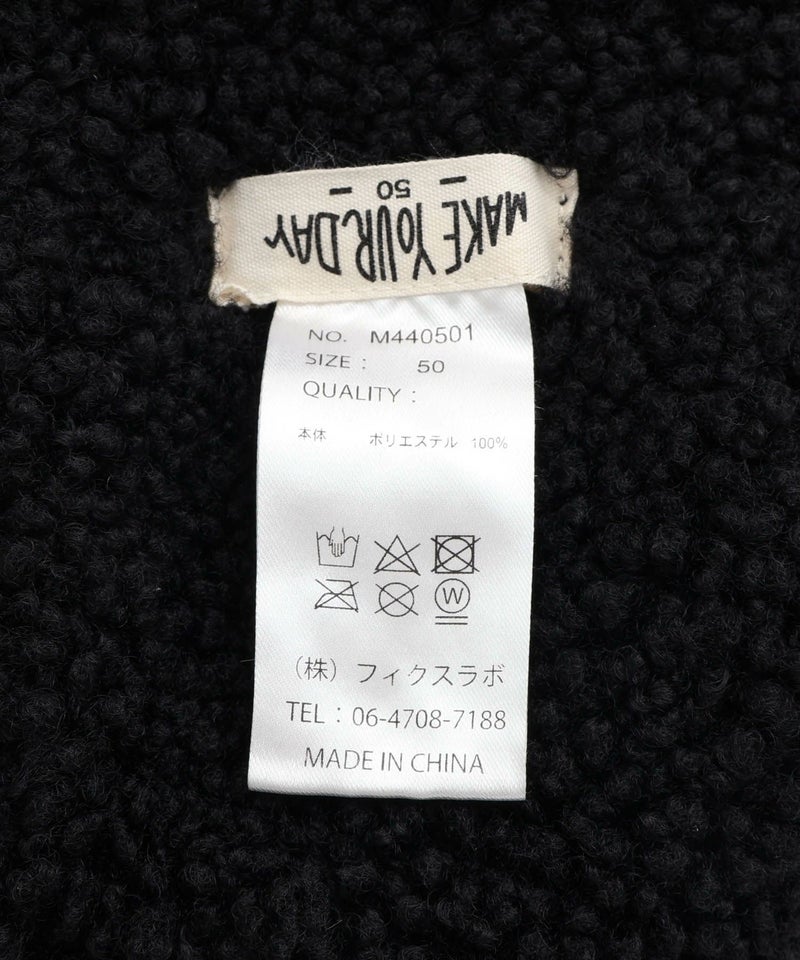 MAKE YOUR DAY
- 50 -
NO. M440501
SIZE : 50
QUALITY :
本体 ポリエステル 100%
W
(株) フィクスラボ
TEL : 06-4708-7188
MADE IN CHINA